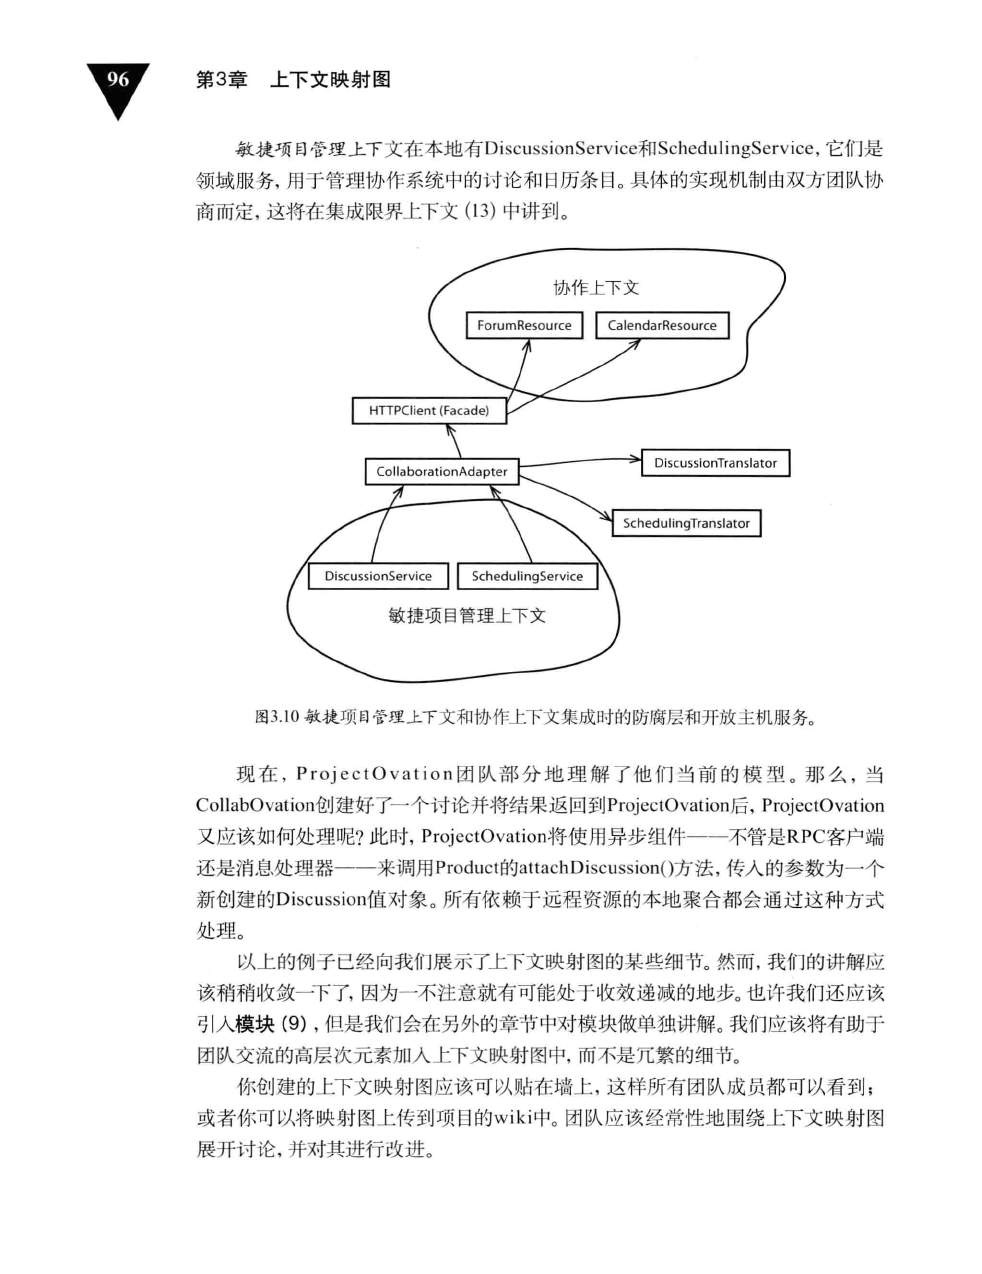 96
第3章 上下文映射图
敏捷项目管理上下文在本地有DiscussionService和SchedulingService, 它们是
领域服务, 用于管理协作系统中的讨论和日历条目。具体的实现机制由双方团队协
商而定, 这将在集成限界上下文 (13) 中讲到。
协作上下文
ForumResource
CalendarResource
HTTPClient (Facade)
CollaborationAdapter
DiscussionTranslator
SchedulingTranslator
DiscussionService
SchedulingService
敏捷项目管理上下文
图3.10 敏捷项目管理上下文和协作上下文集成时的防腐层和开放主机服务。
现在, ProjectOvation团队部分地理解了他们当前的模型。那么, 当
CollabOvation创建好了一个讨论并将结果返回到ProjectOvation后, ProjectOvation
又应该如何处理呢? 此时, ProjectOvation将使用异步组件——不管是RPC客户端
还是消息处理器——来调用Product的attachDiscussion()方法, 传入的参数为一个
新创建的Discussion值对象。所有依赖于远程资源的本地聚合都会通过这种方式
处理。
以上的例子已经向我们展示了上下文映射图的某些细节。然而, 我们的讲解应
该稍稍收敛一下了, 因为一不注意就有可能处于收效递减的地步。也许我们还应该
引入模块 (9) , 但是我们会在另外的章节中对模块做单独讲解。我们应该将有助于
团队交流的高层次元素加入上下文映射图中, 而不是冗繁的细节。
你创建的上下文映射图应该可以贴在墙上, 这样所有团队成员都可以看到;
或者你可以将映射图上传到项目的wiki中。团队应该经常性地围绕上下文映射图
展开讨论, 并对其进行改进。